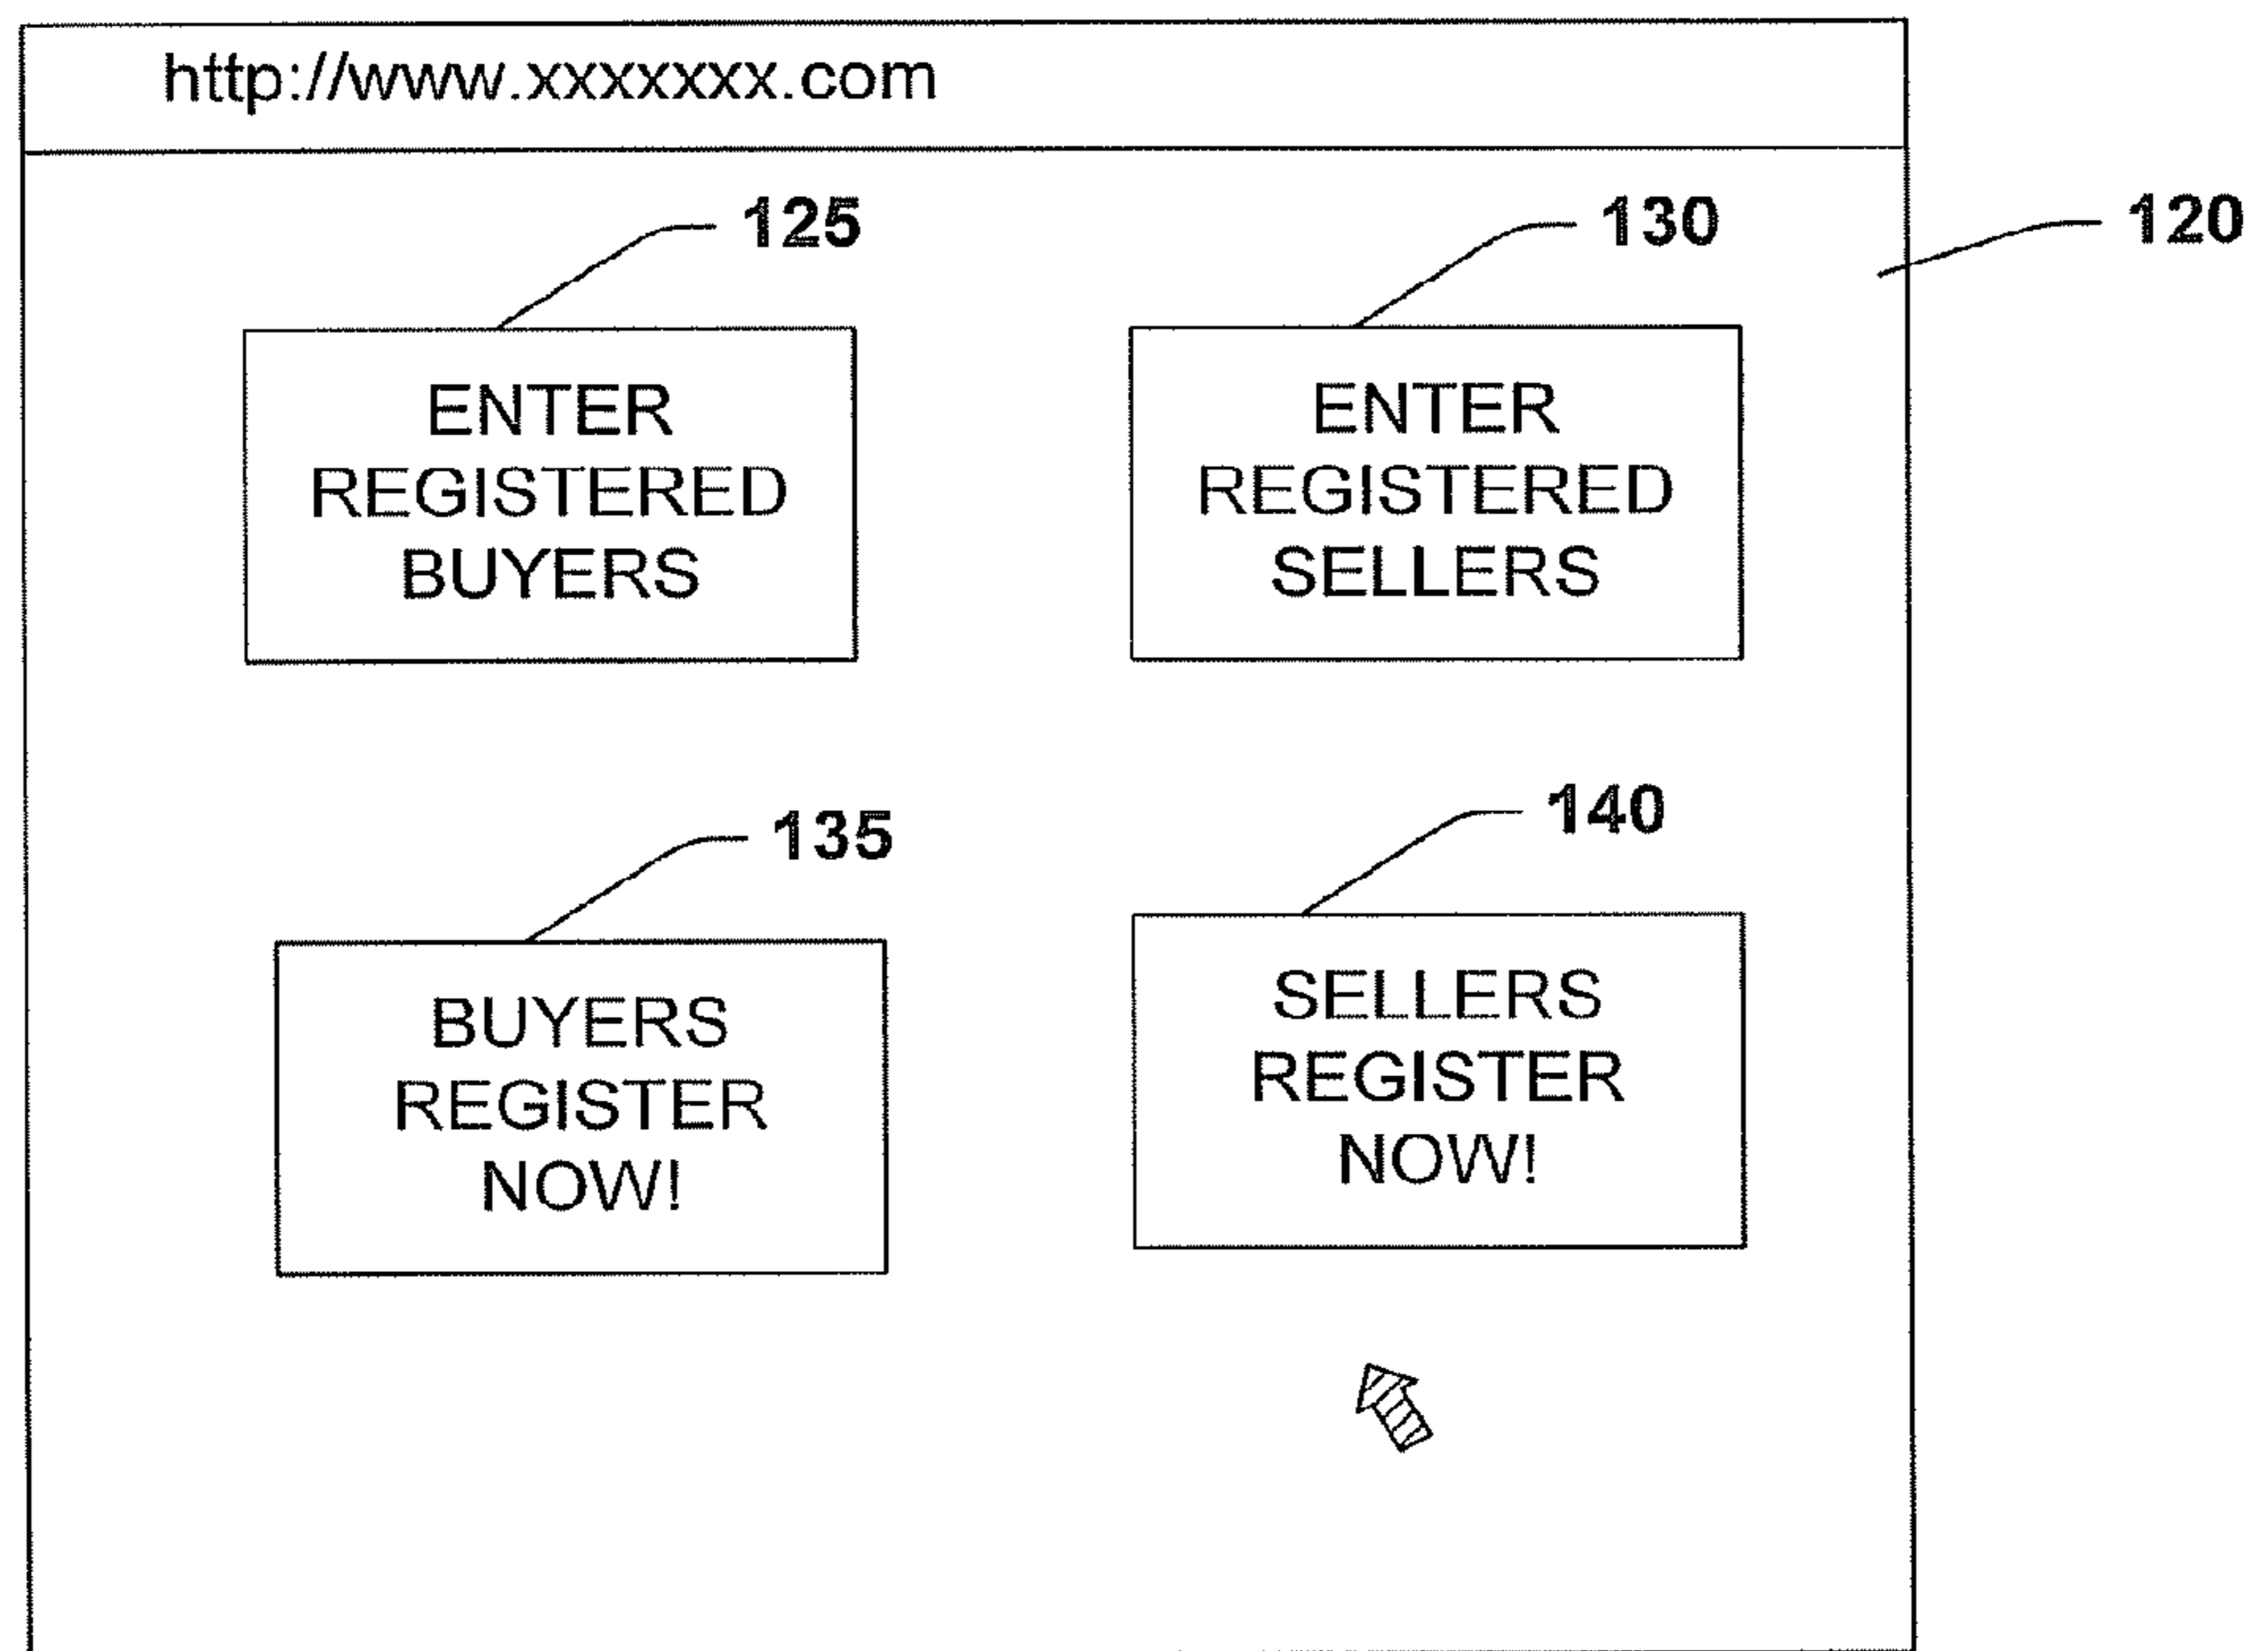 http://www.xxxxxxx.com
125
130
120
ENTER
REGISTERED
BUYERS
ENTER
REGISTERED
SELLERS
135
140
BUYERS
REGISTER
NOW!
SELLERS
REGISTER
NOW!